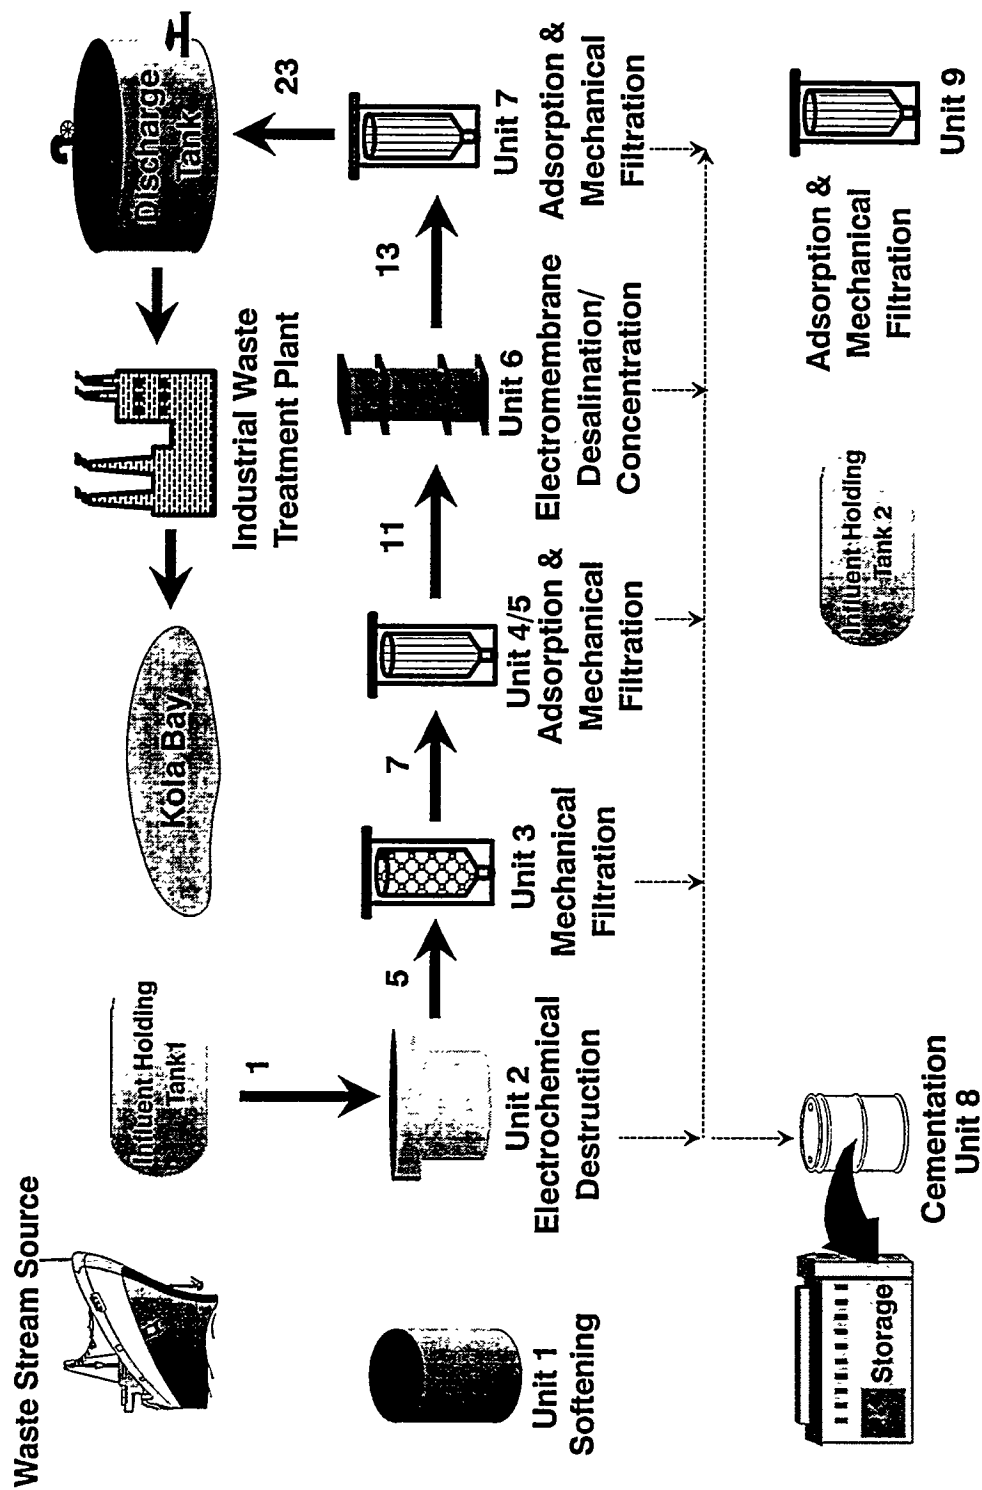 Waste Stream Source
Influent Holding
Tank1
Kola Bay
Industrial Waste
Treatment Plant
Discharge
Tank
1
23
Unit 1
Softening
Unit 2
Electrochemical
Destruction
5
Unit 3
Mechanical
Filtration
7
Unit 4/5
Adsorption &
Mechanical
Filtration
11
Unit 6
Electromembrane
Desalination/
Concentration
13
Unit 7
Adsorption &
Mechanical
Filtration
Storage
Cementation
Unit 8
Influent Holding
Tank 2
Adsorption &
Mechanical
Filtration
Unit 9